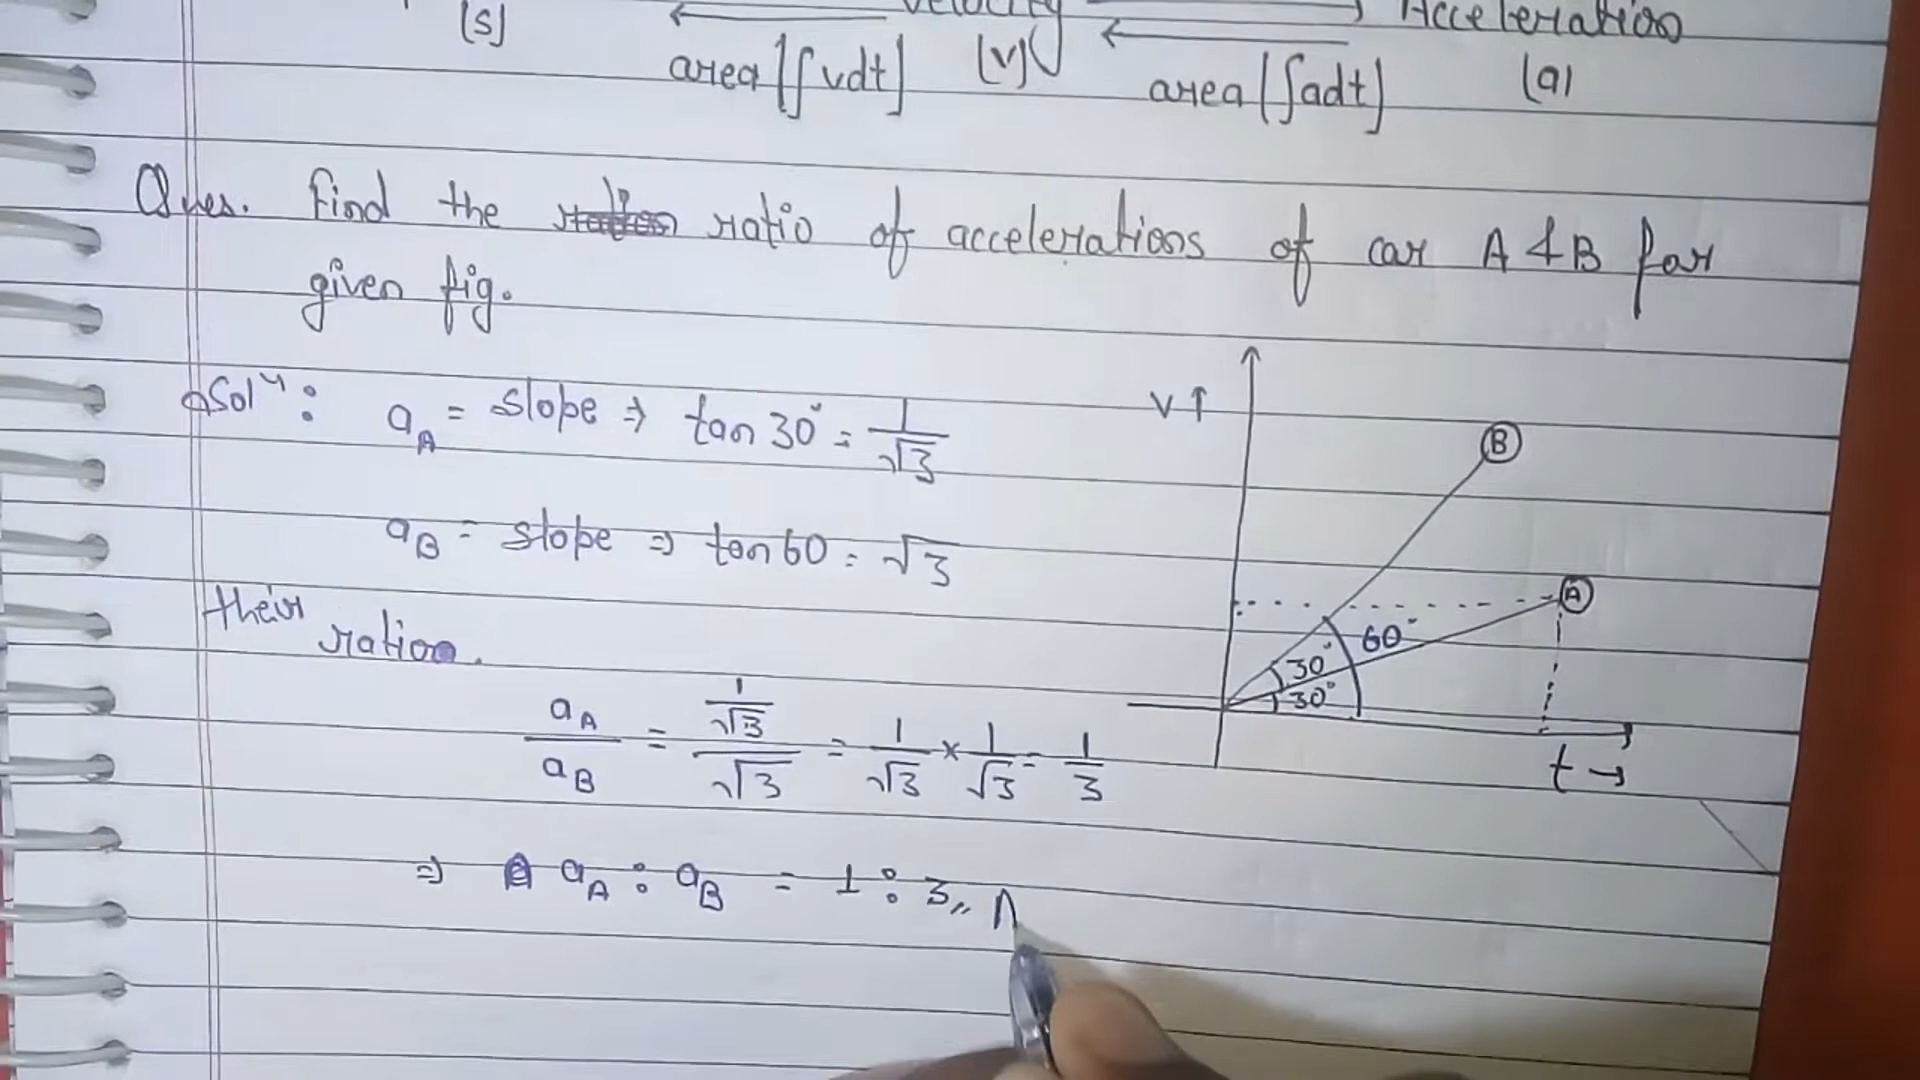 [s] velocity Acceleration
area [∫vdt] [v] area [∫adt] (a)
Ques. find the ratio of accelerations of car A & B for
given fig.
Solⁿ: a_A = slope ⇒ tan 30° = 1/√3
a_B = slope ⇒ tan 60 = √3
their
ration.
a_A/a_B = (1/√3)/√3 = 1/√3 × 1/√3 = 1/3
⇒ a_A : a_B = 1 : 3,,
V ↑
B
A
60°
30°
30°
t →